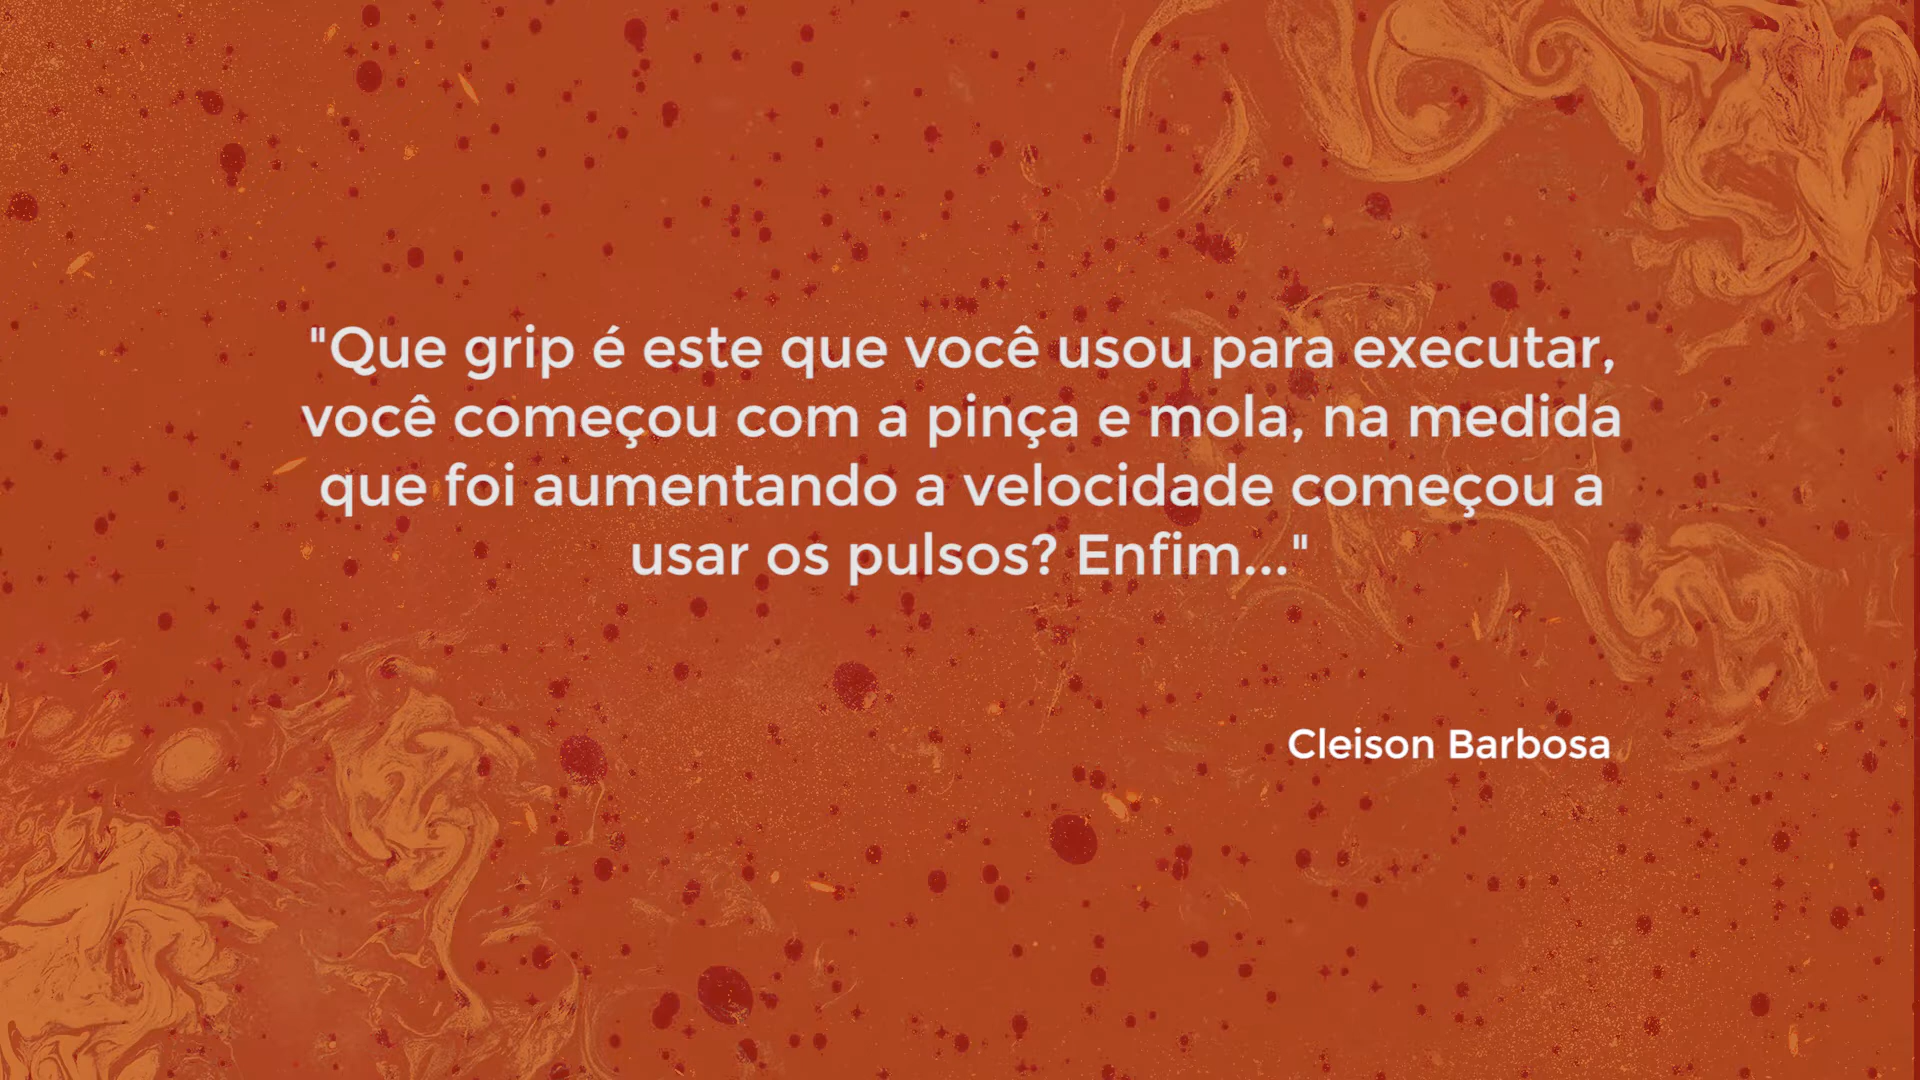 "Que grip é este que você usou para executar,
você começou com a pinça e mola, na medida
que foi aumentando a velocidade começou a
usar os pulsos? Enfim..."
Cleison Barbosa